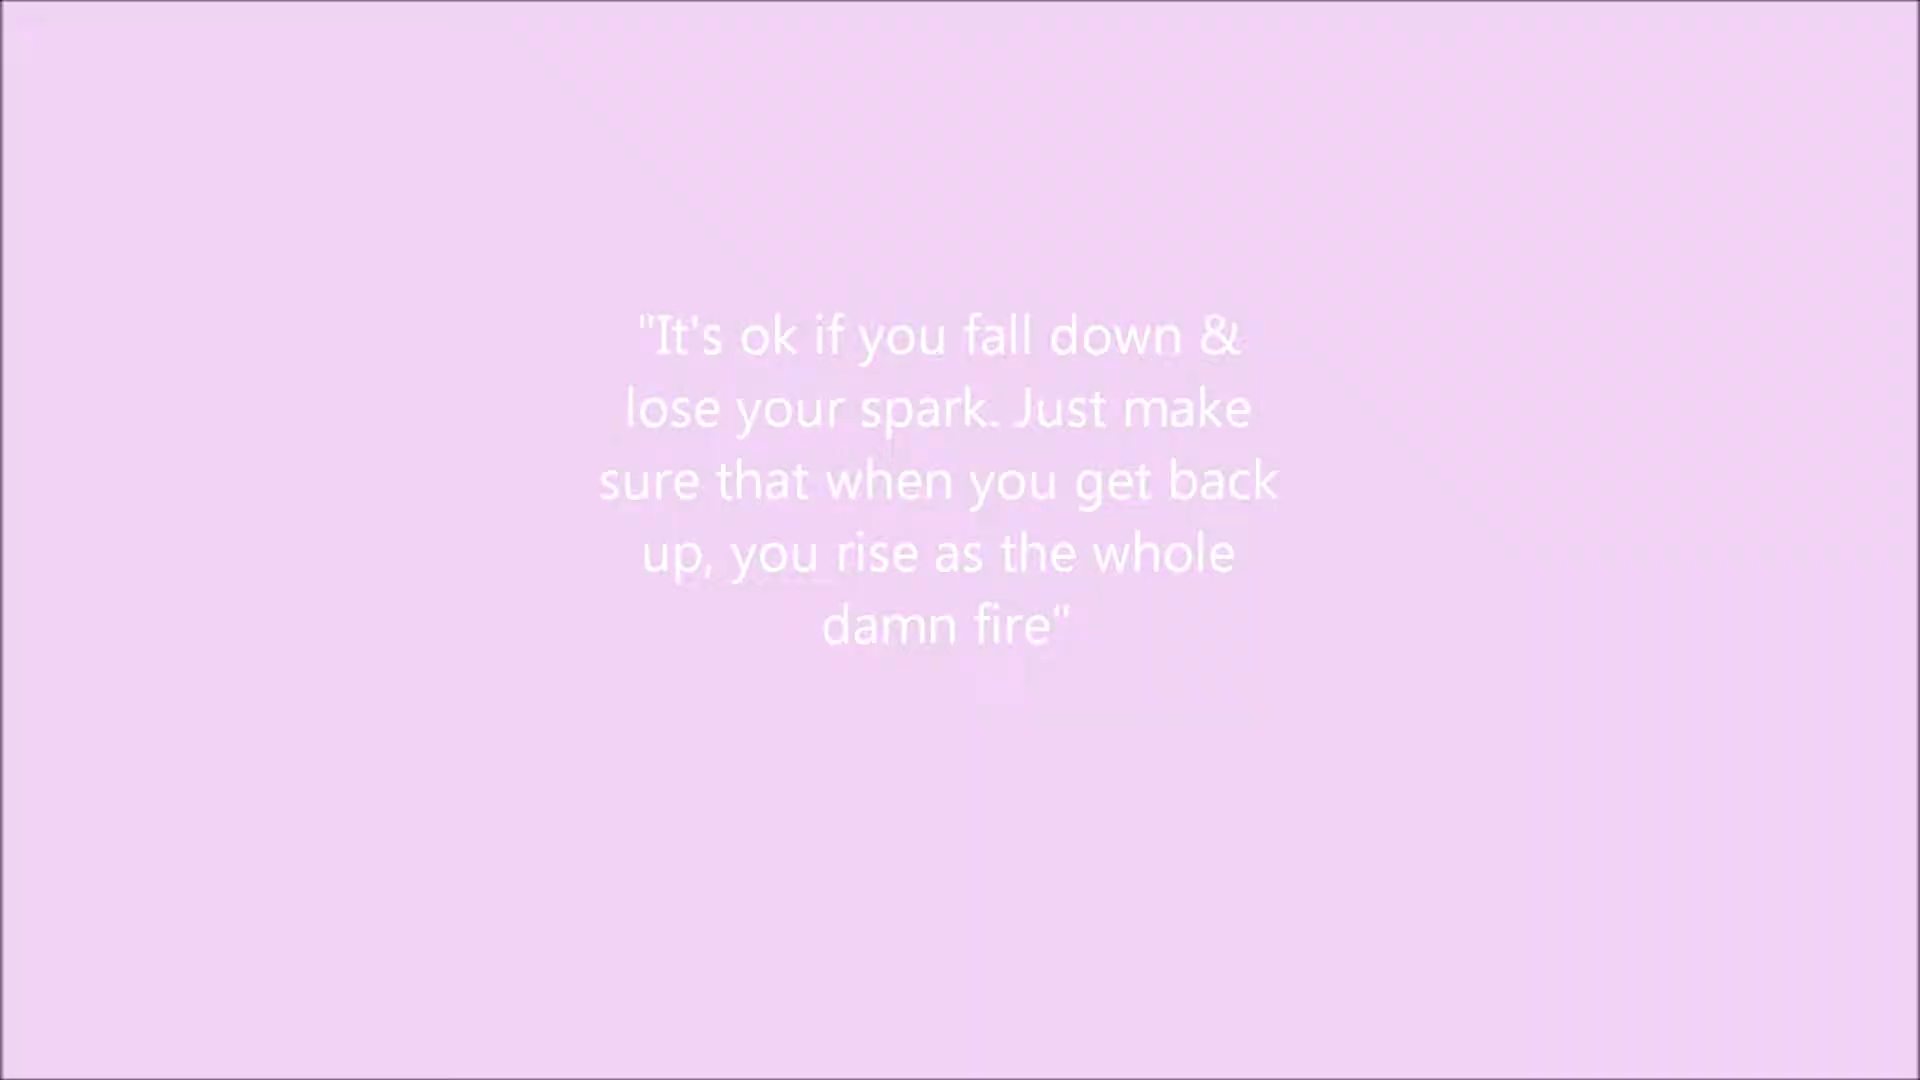 "It's ok if you fall down &
lose your spark. Just make
sure that when you get back
up, you rise as the whole
damn fire"